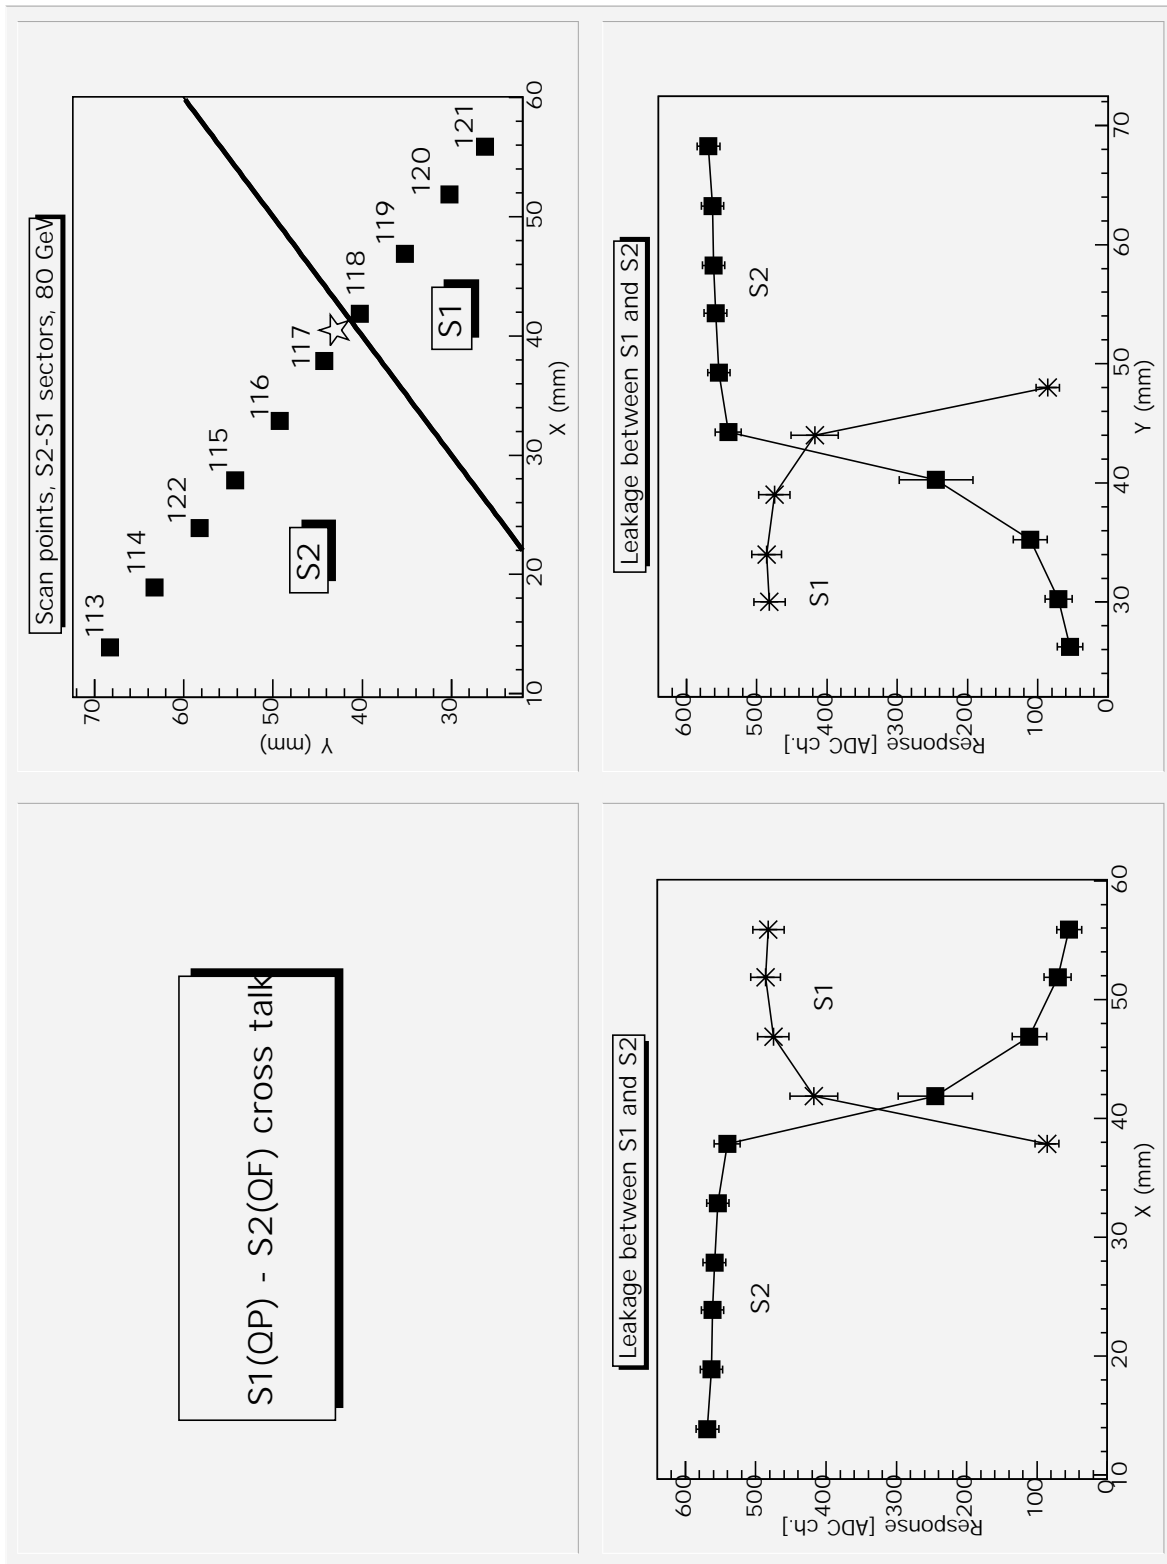 S1(QP) - S2(QF) cross talk
Scan points, S2-S1 sectors, 80 GeV
Y (mm)
70
60
50
40
30
113
114
122
115
116
117
118
119
120
121
S2
S1
10
20
30
40
50
60
X (mm)
Leakage between S1 and S2
Response [ADC ch.]
600
500
400
300
200
100
0
S2
S1
10
20
30
40
50
60
X (mm)
Leakage between S1 and S2
Response [ADC ch.]
600
500
400
300
200
100
0
S1
S2
30
40
50
60
70
Y (mm)